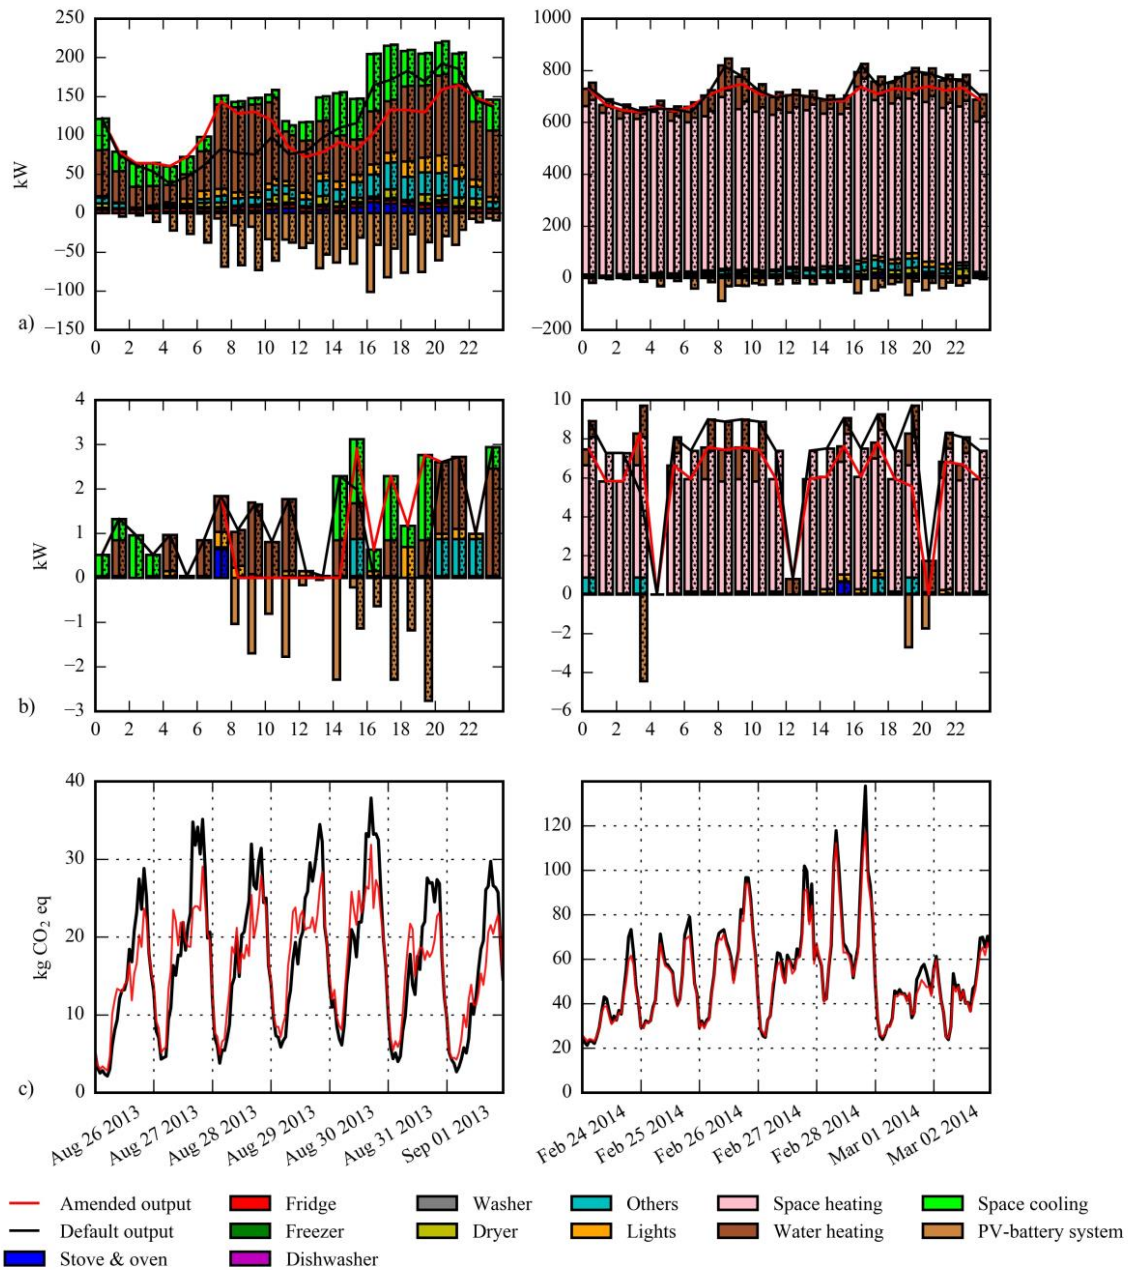 250
200
150
100
50
0
−50
−100
−150
kW
a)
0 2 4 6 8 10 12 14 16 18 20 22
1000
800
600
400
200
0
−200
0 2 4 6 8 10 12 14 16 18 20 22
4
3
2
1
0
−1
−2
−3
kW
b)
0 2 4 6 8 10 12 14 16 18 20 22
10
8
6
4
2
0
−2
−4
−6
0 2 4 6 8 10 12 14 16 18 20 22
40
30
20
10
0
kg CO₂ eq
c)
Aug 26 2013
Aug 27 2013
Aug 28 2013
Aug 29 2013
Aug 30 2013
Aug 31 2013
Sep 01 2013
120
100
80
60
40
20
0
Feb 24 2014
Feb 25 2014
Feb 26 2014
Feb 27 2014
Feb 28 2014
Mar 01 2014
Mar 02 2014
Amended output Fridge Washer Others Space heating Space cooling
Default output Freezer Dryer Lights Water heating PV-battery system
Stove & oven Dishwasher